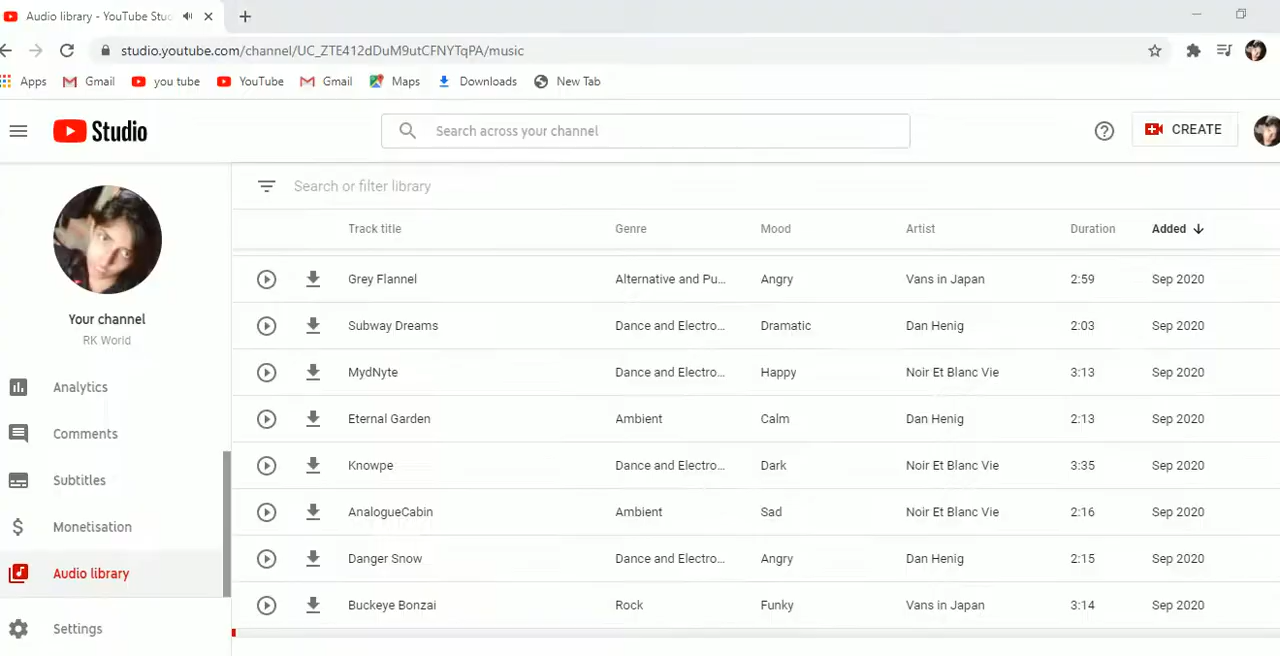 Audio library - YouTube Stu
studio.youtube.com/channel/UC_ZTE412dDuM9utCFNYTqPA/music
Apps Gmail you tube YouTube Gmail Maps Downloads New Tab
Studio Search across your channel CREATE
Search or filter library
Track title Genre Mood Artist Duration Added
Grey Flannel Alternative and Pu... Angry Vans in Japan 2:59 Sep 2020
Subway Dreams Dance and Electro... Dramatic Dan Henig 2:03 Sep 2020
MydNyte Dance and Electro... Happy Noir Et Blanc Vie 3:13 Sep 2020
Eternal Garden Ambient Calm Dan Henig 2:13 Sep 2020
Knowpe Dance and Electro... Dark Noir Et Blanc Vie 3:35 Sep 2020
AnalogueCabin Ambient Sad Noir Et Blanc Vie 2:16 Sep 2020
Danger Snow Dance and Electro... Angry Dan Henig 2:15 Sep 2020
Buckeye Bonzai Rock Funky Vans in Japan 3:14 Sep 2020
Your channel
RK World
Analytics
Comments
Subtitles
Monetisation
Audio library
Settings